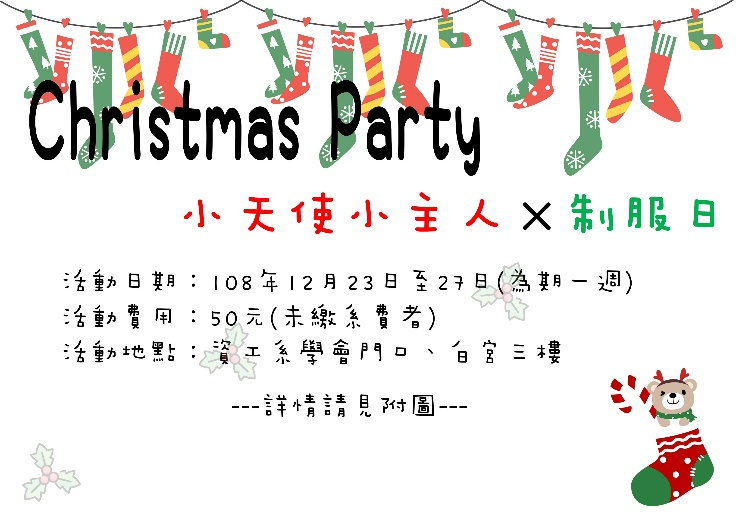 Christmas Party
小天使小主人×制服日
活動日期：108年12月23日至27日(為期一週)
活動費用：50元(未繳系費者)
活動地點：資工系學會門口、白宮三樓
---詳情請見附圖---